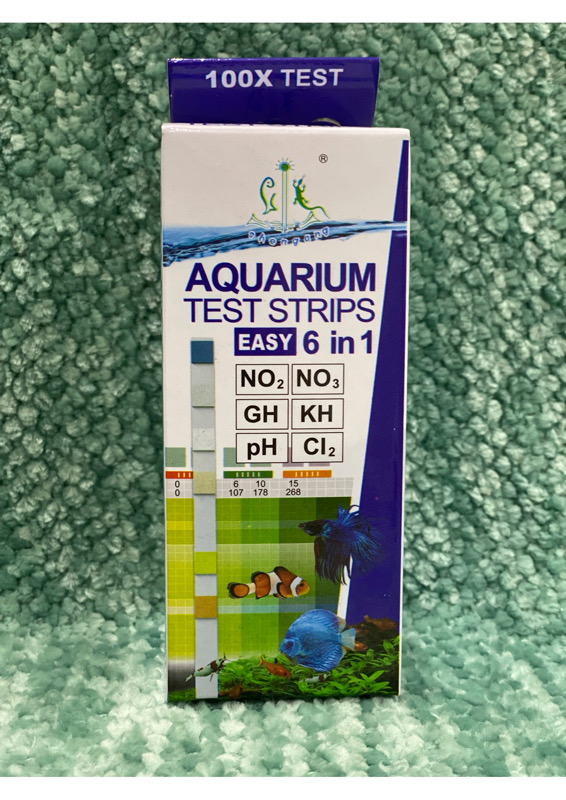 100X TEST
®
AQUARIUM
TEST STRIPS
EASY 6 in 1
NO₂ NO₃
GH KH
pH Cl₂
0 6 10 15
0 107 178 268